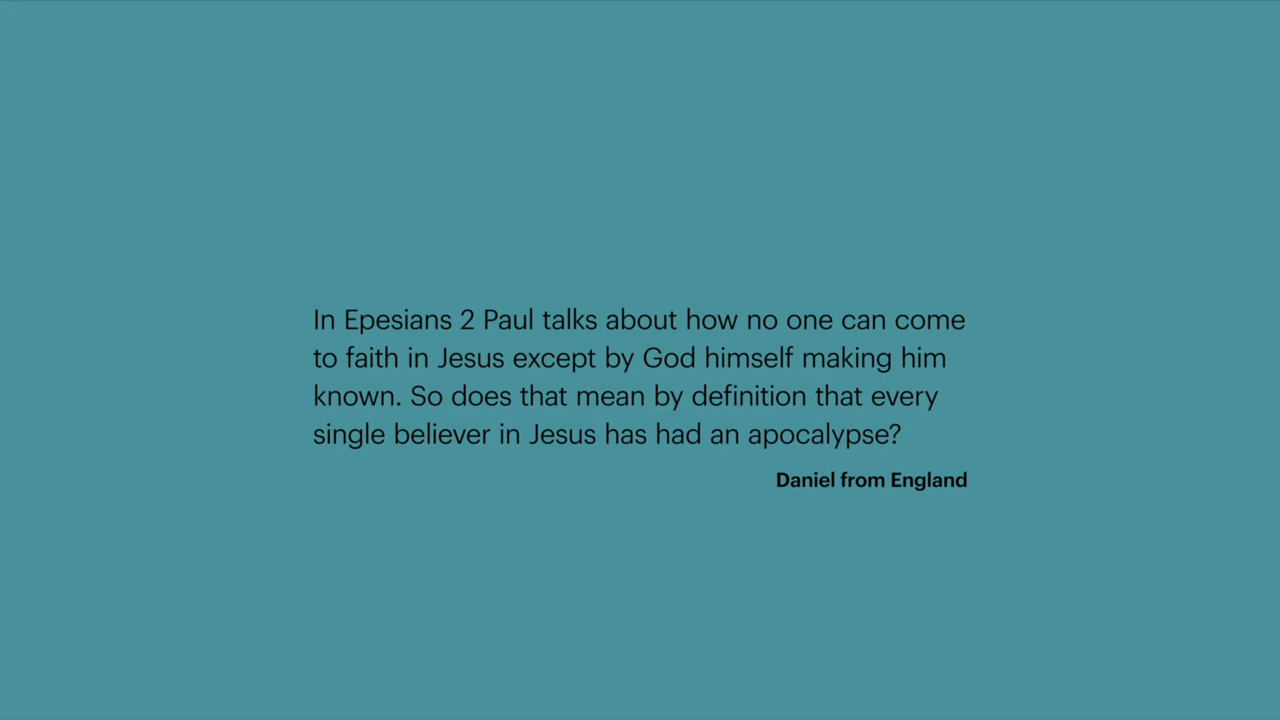 In Epesians 2 Paul talks about how no one can come
to faith in Jesus except by God himself making him
known. So does that mean by definition that every
single believer in Jesus has had an apocalypse?
Daniel from England